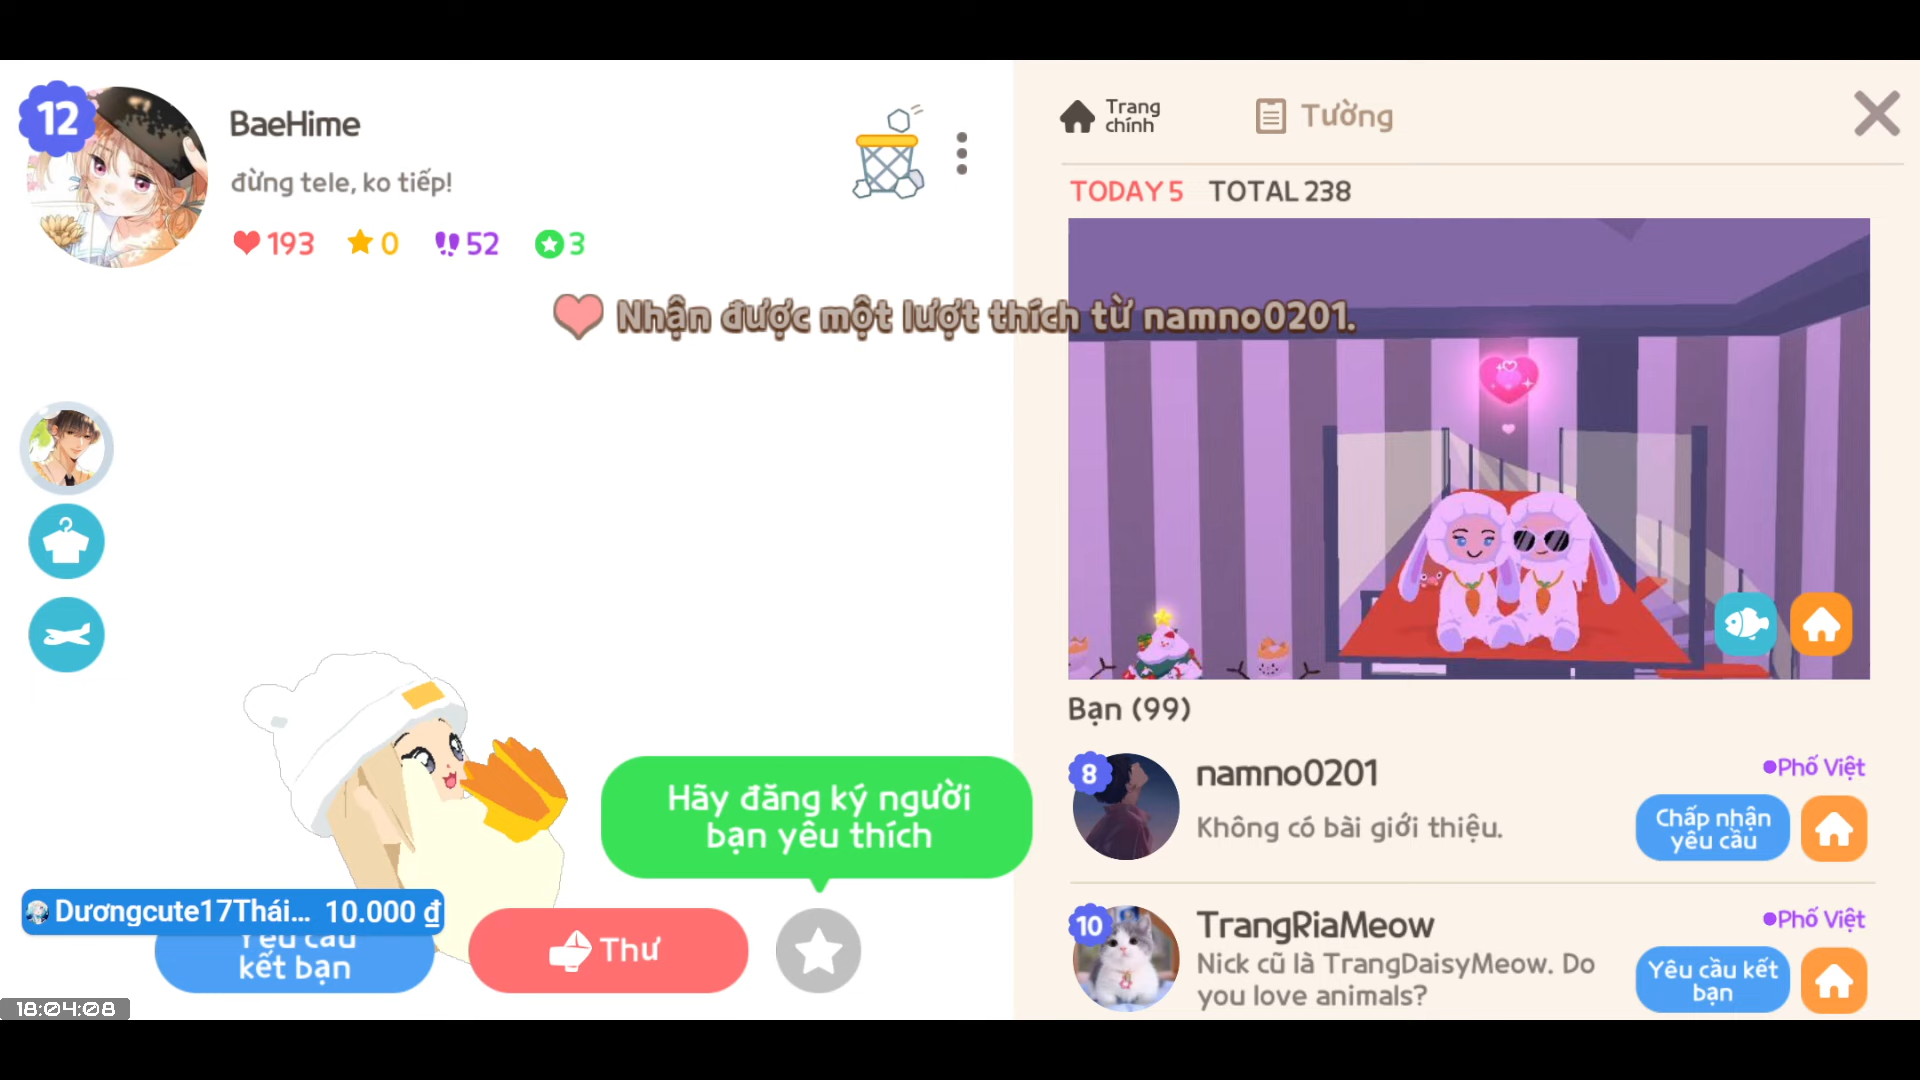 12
BaeHime
đừng tele, ko tiếp!
193
0
52
3
Trang chính
Tường
TODAY 5 TOTAL 238
Nhận được một lượt thích từ namno0201.
Bạn (99)
8
namno0201
Không có bài giới thiệu.
Phố Việt
Chấp nhận
yêu cầu
10
TrangRiaMeow
Nick cũ là TrangDaisyMeow. Do
you love animals?
Phố Việt
Yêu cầu kết
bạn
Hãy đăng ký người
bạn yêu thích
Dươngcute17Thái... 10.000 ₫
Yêu cầu
kết bạn
Thư
18:04:08